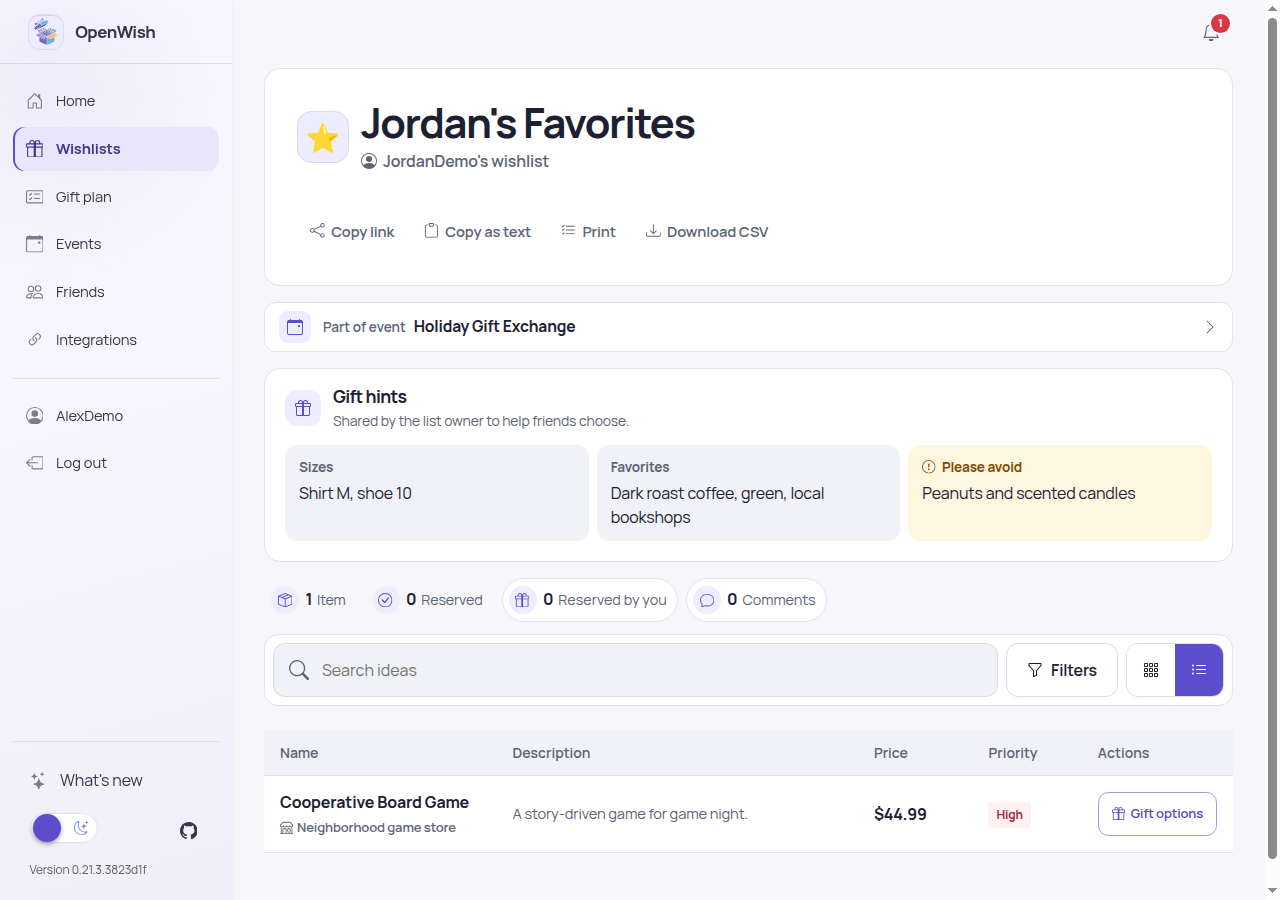 OpenWish
1
Home
Wishlists
Gift plan
Events
Friends
Integrations
AlexDemo
Log out
What's new
Version 0.21.3.3823d1f
Jordan's Favorites
JordanDemo's wishlist
Copy link
Copy as text
Print
Download CSV
Part of event Holiday Gift Exchange
Gift hints
Shared by the list owner to help friends choose.
Sizes
Shirt M, shoe 10
Favorites
Dark roast coffee, green, local
bookshops
Please avoid
Peanuts and scented candles
1 Item
0 Reserved
0 Reserved by you
0 Comments
Search ideas
Filters
Name
Description
Price
Priority
Actions
Cooperative Board Game
Neighborhood game store
A story-driven game for game night.
$44.99
High
Gift options